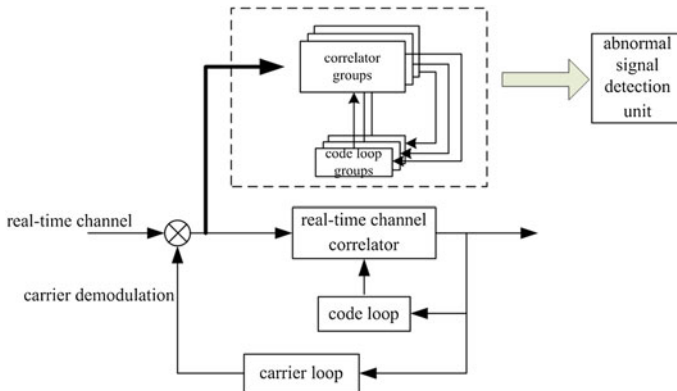 correlator
groups
code loop
groups
abnormal
signal
detection
unit
real-time channel
real-time channel
correlator
carrier demodulation
code loop
carrier loop